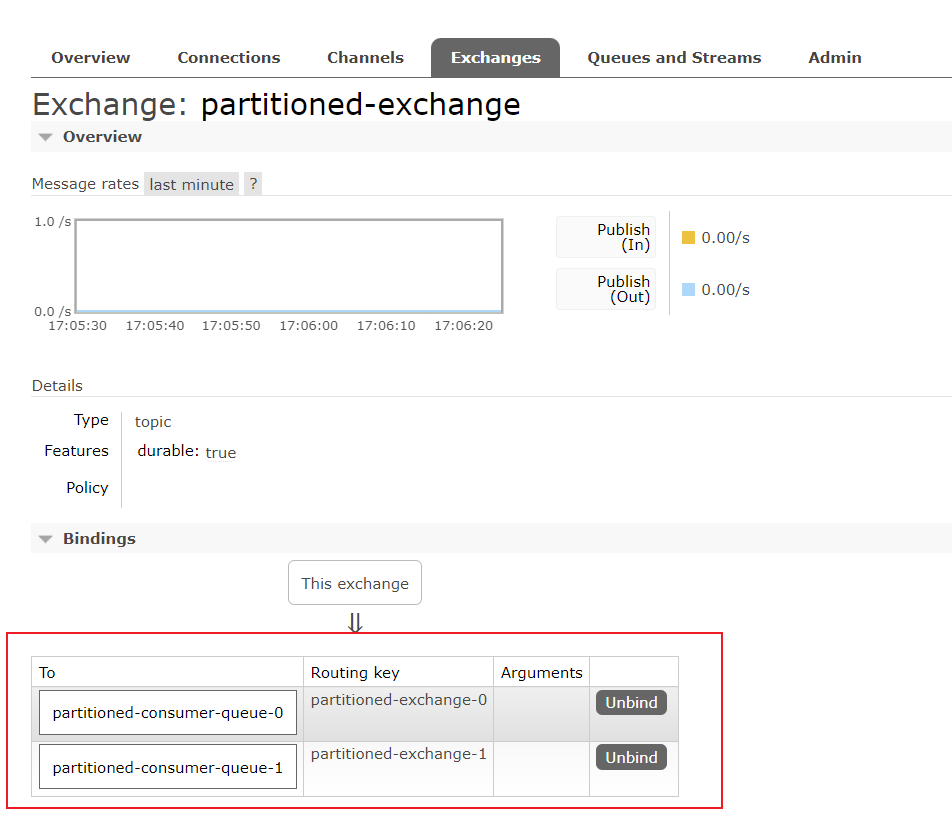 Overview Connections Channels Exchanges Queues and Streams Admin
Exchange: partitioned-exchange
Overview
Message rates last minute ?
1.0 /s
0.0 /s
17:05:30 17:05:40 17:05:50 17:06:00 17:06:10 17:06:20
Publish
(In)
0.00/s
Publish
(Out)
0.00/s
Details
Type topic
Features durable: true
Policy
Bindings
This exchange
⇓
To Routing key Arguments
partitioned-consumer-queue-0 partitioned-exchange-0 Unbind
partitioned-consumer-queue-1 partitioned-exchange-1 Unbind